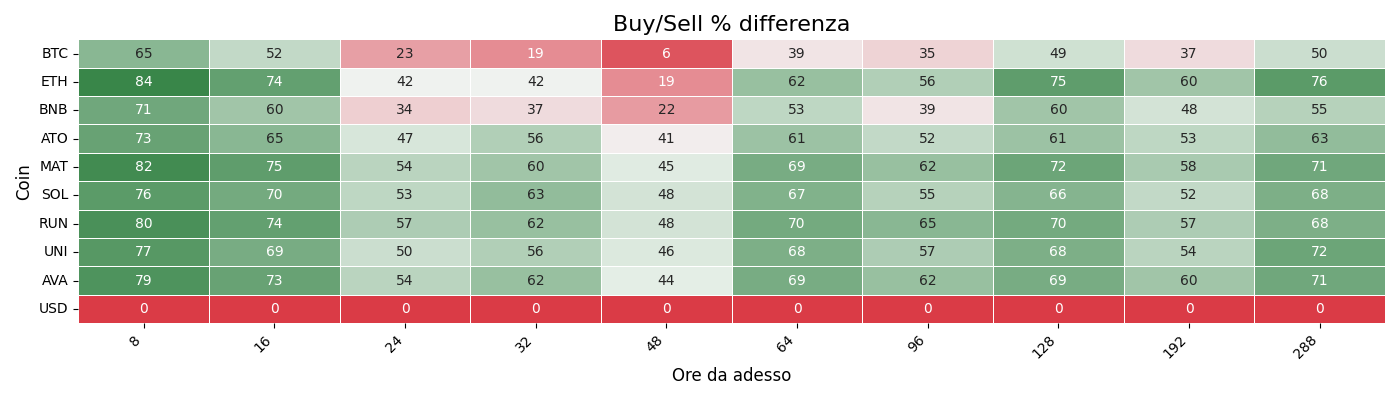 Buy/Sell % differenza
Coin
BTC 65 52 23 19 6 39 35 49 37 50
ETH 84 74 42 42 19 62 56 75 60 76
BNB 71 60 34 37 22 53 39 60 48 55
ATO 73 65 47 56 41 61 52 61 53 63
MAT 82 75 54 60 45 69 62 72 58 71
SOL 76 70 53 63 48 67 55 66 52 68
RUN 80 74 57 62 48 70 65 70 57 68
UNI 77 69 50 56 46 68 57 68 54 72
AVA 79 73 54 62 44 69 62 69 60 71
USD 0 0 0 0 0 0 0 0 0 0
8 16 24 32 48 64 96 128 192 288
Ore da adesso